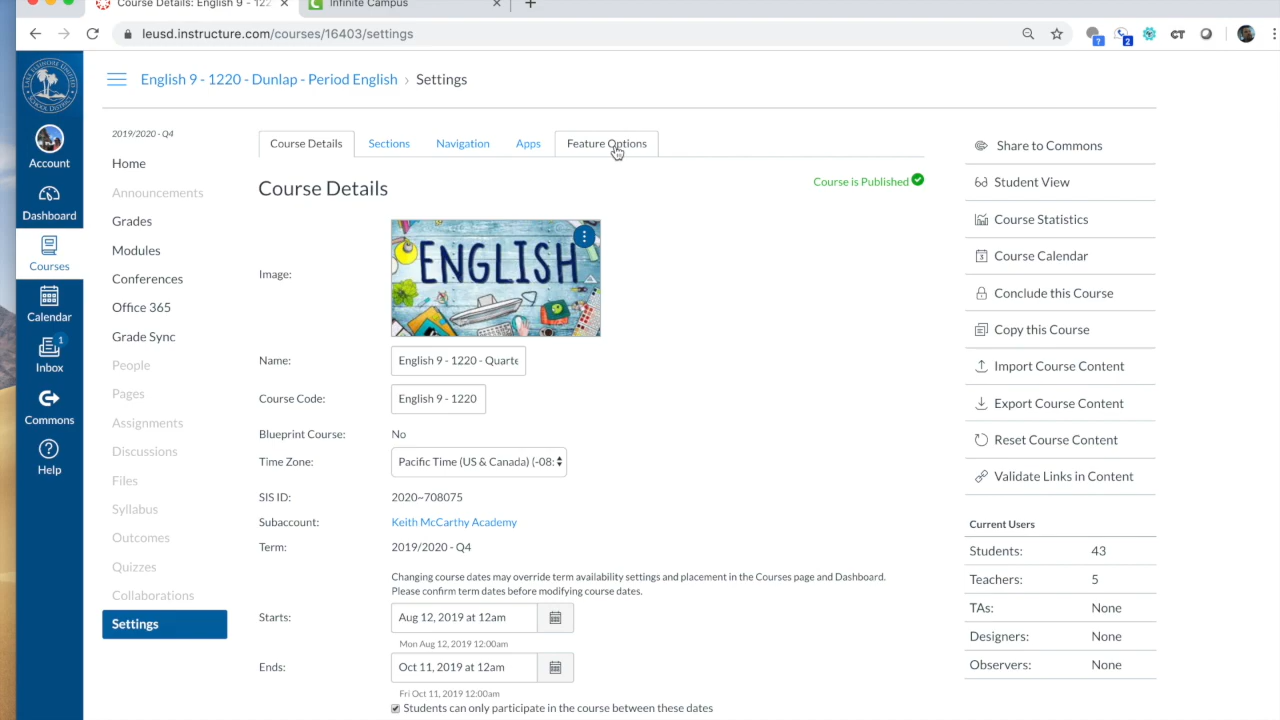 Course Details: English 9 - 122
Infinite Campus
leusd.instructure.com/courses/16403/settings
?
2
CT
English 9 - 1220 - Dunlap - Period English › Settings
Account
Dashboard
Courses
Calendar
1
Inbox
Commons
Help
2019/2020 - Q4
Home
Announcements
Grades
Modules
Conferences
Office 365
Grade Sync
People
Pages
Assignments
Discussions
Files
Syllabus
Outcomes
Quizzes
Collaborations
Settings
Course Details
Sections
Navigation
Apps
Feature Options
Course Details
Course is Published
Image:
ENGLISH
Name:
English 9 - 1220 - Quarte
Course Code:
English 9 - 1220
Blueprint Course:
No
Time Zone:
Pacific Time (US & Canada) (-08:
SIS ID:
2020~708075
Subaccount:
Keith McCarthy Academy
Term:
2019/2020 - Q4
Changing course dates may override term availability settings and placement in the Courses page and Dashboard.
Please confirm term dates before modifying course dates.
Starts:
Aug 12, 2019 at 12am
Mon Aug 12, 2019 12:00am
Ends:
Oct 11, 2019 at 12am
Fri Oct 11, 2019 12:00am
Students can only participate in the course between these dates
Share to Commons
Student View
Course Statistics
Course Calendar
Conclude this Course
Copy this Course
Import Course Content
Export Course Content
Reset Course Content
Validate Links in Content
Current Users
Students: 43
Teachers: 5
TAs: None
Designers: None
Observers: None